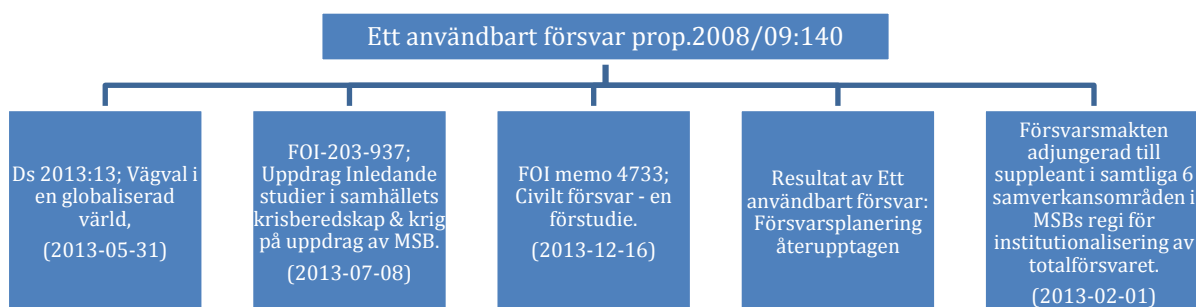 Ett användbart försvar prop.2008/09:140
Ds 2013:13; Vägval i
en globaliserad
värld,
(2013-05-31)
FOI-203-937;
Uppdrag Inledande
studier i samhällets
krisberedskap & krig
på uppdrag av MSB.
(2013-07-08)
FOI memo 4733;
Civilt försvar - en
förstudie.
(2013-12-16)
Resultat av Ett
användbart försvar:
Försvarsplanering
återupptagen
Försvarsmakten
adjungerad till
suppleant i samtliga 6
samverkansområden i
MSBs regi för
institutionalisering av
totalförsvaret.
(2013-02-01)